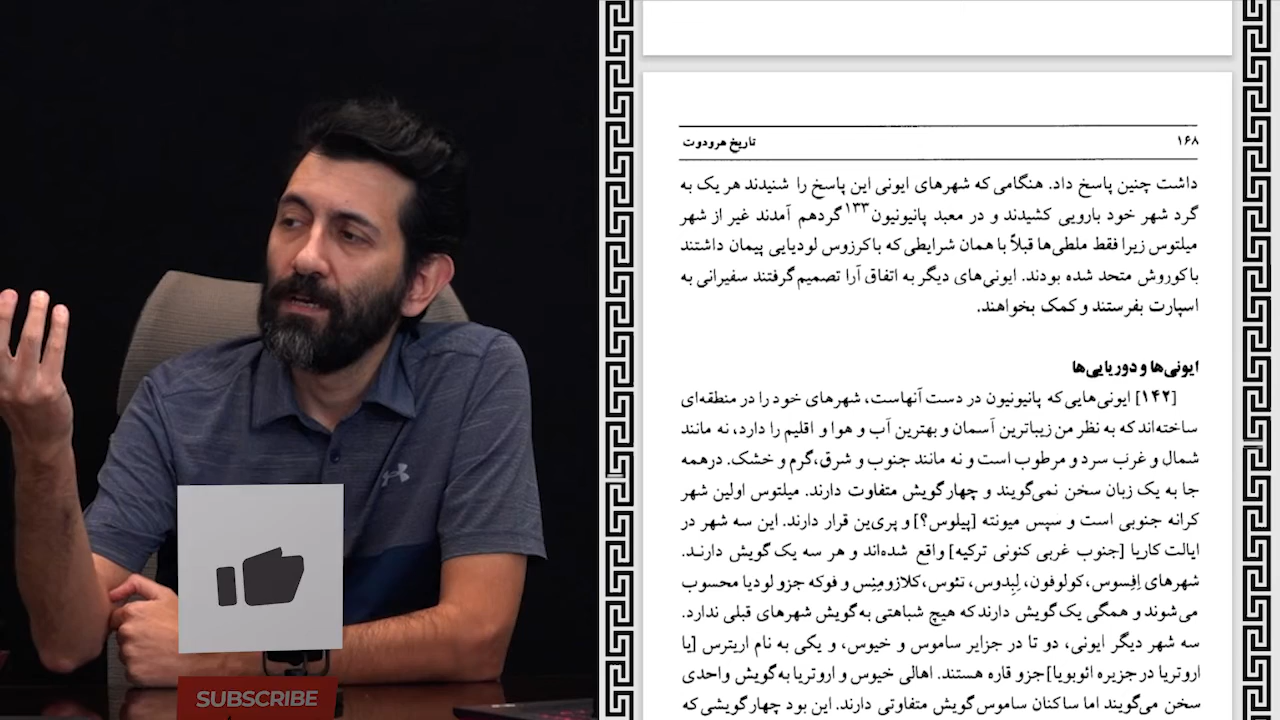 ۱۶۸
تاریخ هرودوت
داشت چنین پاسخ داد. هنگامی که شهرهای ایونی این پاسخ را شنیدند هر یک به
گرد شهر خود بارویی کشیدند و در معبد پانیونیون۱۳۳ گردهم آمدند غیر از شهر
میلتوس زیرا فقط ملطی‌ها قبلاً با همان شرایطی که با کرزوس لودیایی پیمان داشتند
با کوروش متحد شده بودند. ایونی‌های دیگر به اتفاق آرا تصمیم گرفتند سفیرانی به
اسپارت بفرستند و کمک بخواهند.
ایونی‌ها و دوریایی‌ها
[۱۴۲] ایونی‌هایی که پانیونیون در دست آنهاست، شهرهای خود را در منطقه‌ای
ساخته‌اند که به نظر من زیباترین آسمان و بهترین آب و هوا و اقلیم را دارد، نه مانند
شمال و غرب سرد و مرطوب است و نه مانند جنوب و شرق،گرم و خشک. درهمه
جا به یک زبان سخن نمی‌گویند و چهار گویش متفاوت دارند. میلتوس اولین شهر
کرانه جنوبی است و سپس میونته [پیلوس؟] و پری‌ین قرار دارند. این سه شهر در
ایالت کاریا [جنوب غربی کنونی ترکیه] واقع شده‌اند و هر سه یک گویش دارند.
شهرهای اِفسوس،کولوفون، لِبِدوس، تئوس،کلازومِنِس و فوکه جزو لودیا محسوب
می‌شوند و همگی یک گویش دارند که هیچ شباهتی به گویش شهرهای قبلی ندارد.
سه شهر دیگر ایونی، دو تا در جزایر ساموس و خیوس، و یکی به نام اریترس [یا
اروتریا در جزیره ائوبویا] جزو قاره هستند. اهالی خیوس و اروتریا به گویش واحدی
سخن می‌گویند اما ساکنان ساموس گویش متفاوتی دارند. این بود چهار گویشی که
SUBSCRIBE